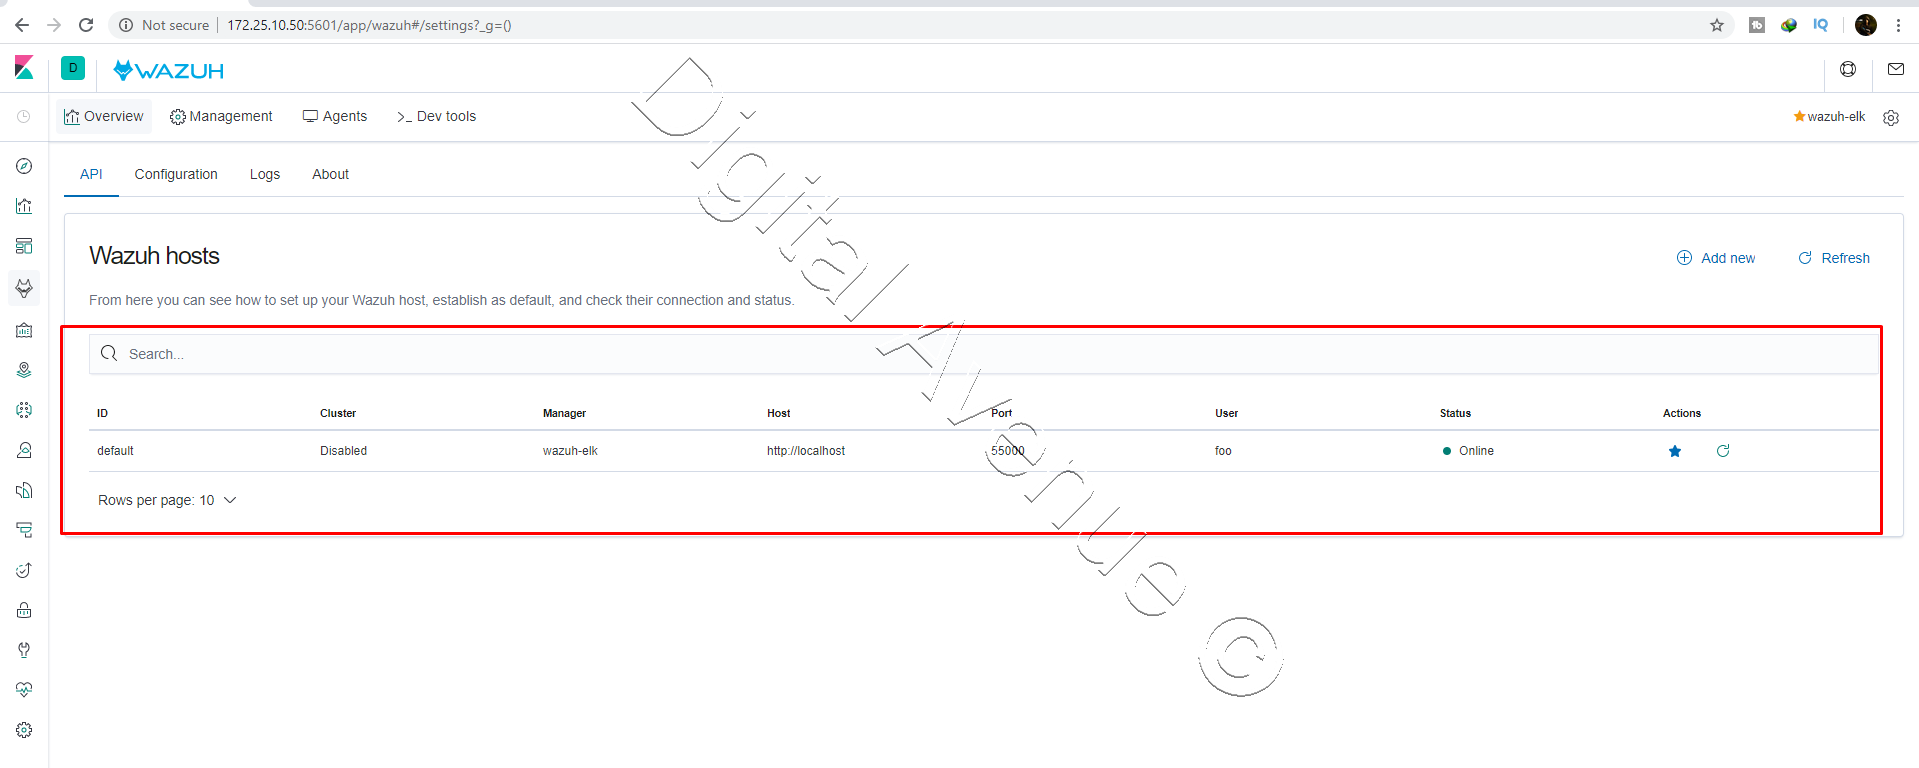 Not secure | 172.25.10.50:5601/app/wazuh#/settings?_g=()
D WAZUH
Overview Management Agents >_ Dev tools wazuh-elk
API Configuration Logs About
Wazuh hosts
Add new Refresh
From here you can see how to set up your Wazuh host, establish as default, and check their connection and status.
Search...
ID Cluster Manager Host Port User Status Actions
default Disabled wazuh-elk http://localhost 55000 foo Online
Rows per page: 10
Digital Avenue ©
tb
IQ